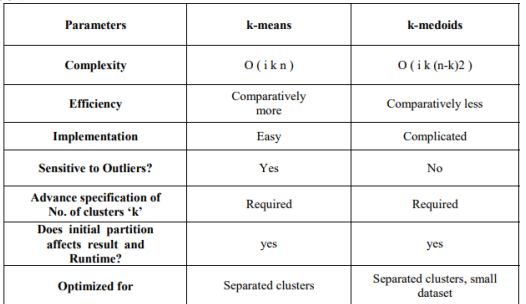 Parameters k-means k-medoids
Complexity O ( i k n ) O ( i k (n-k)2 )
Efficiency Comparatively more Comparatively less
Implementation Easy Complicated
Sensitive to Outliers? Yes No
Advance specification of No. of clusters ‘k’ Required Required
Does initial partition affects result and Runtime? yes yes
Optimized for Separated clusters Separated clusters, small dataset